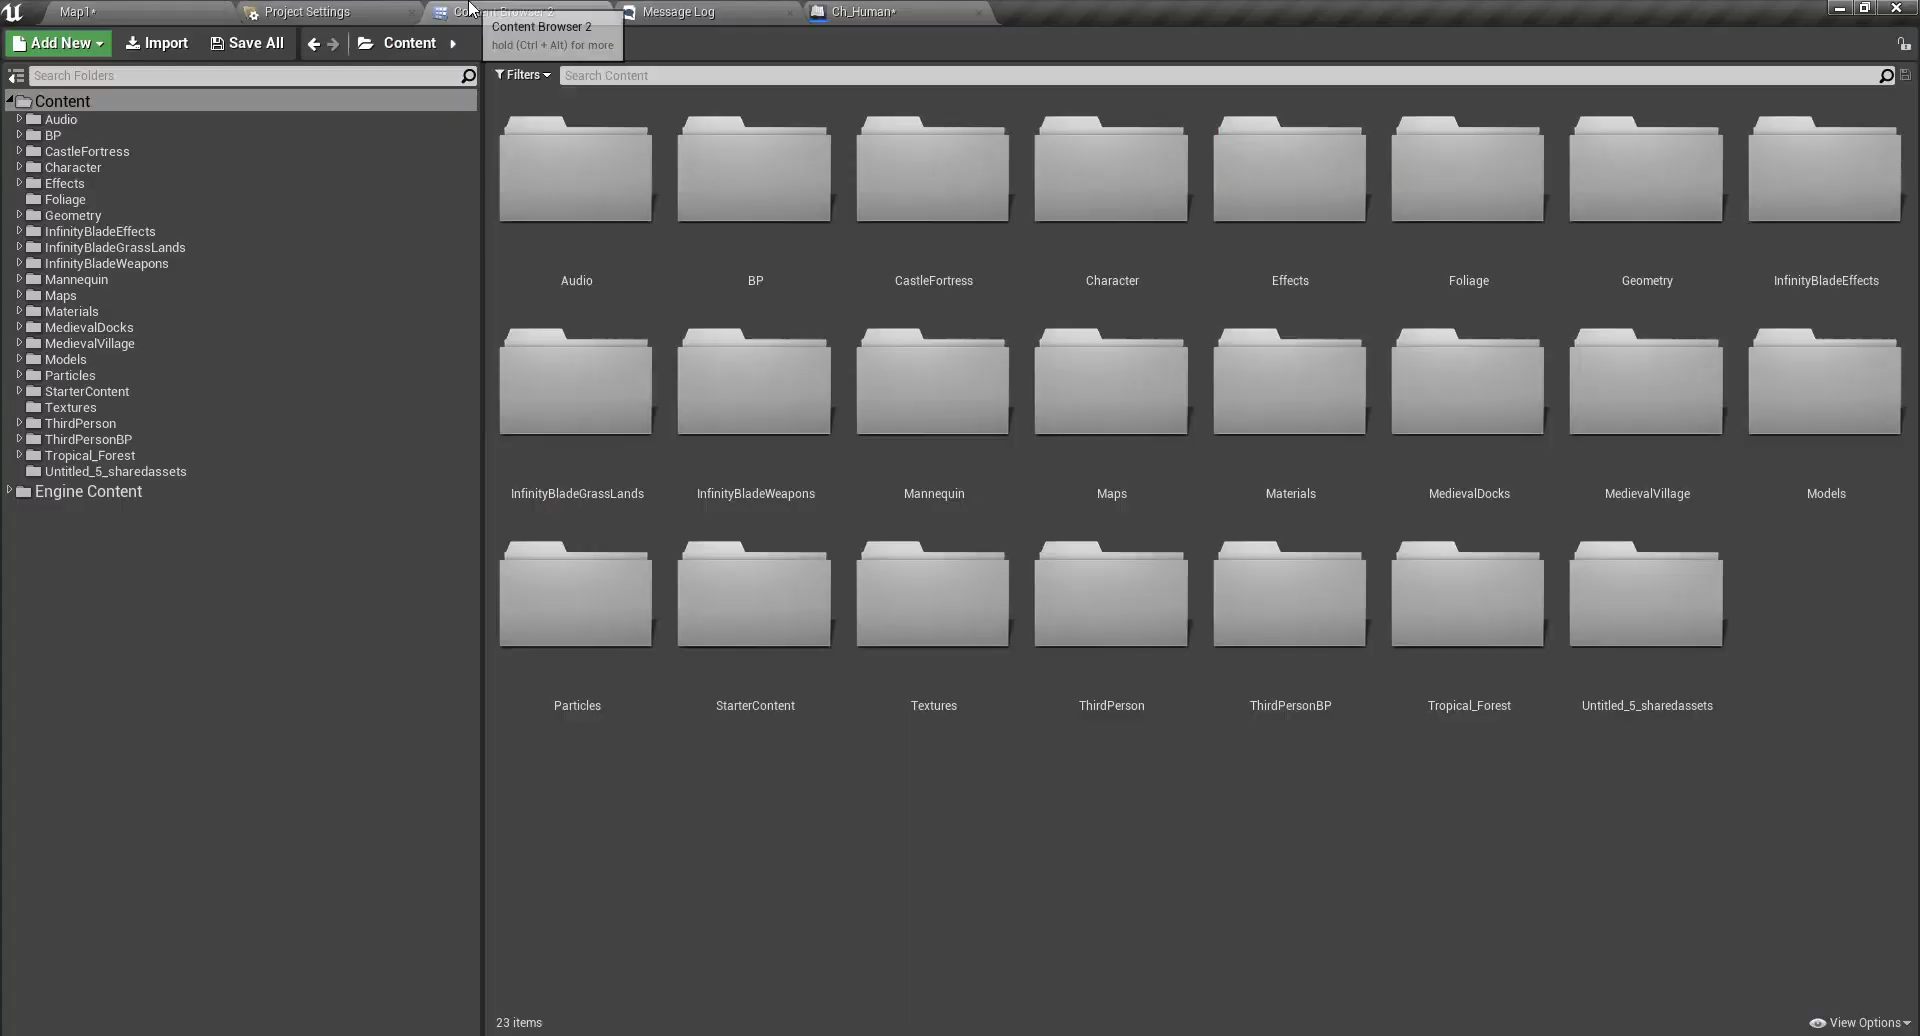 Map1*
Project Settings
Content Browser 2
Message Log
Ch_Human*
Content Browser 2
hold (Ctrl + Alt) for more
Add New
Import
Save All
Content
Search Folders
Filters
Search Content
Content
Audio
BP
CastleFortress
Character
Effects
Foliage
Geometry
InfinityBladeEffects
InfinityBladeGrassLands
InfinityBladeWeapons
Mannequin
Maps
Materials
MedievalDocks
MedievalVillage
Models
Particles
StarterContent
Textures
ThirdPerson
ThirdPersonBP
Tropical_Forest
Untitled_5_sharedassets
Engine Content
Audio
BP
CastleFortress
Character
Effects
Foliage
Geometry
InfinityBladeEffects
InfinityBladeGrassLands
InfinityBladeWeapons
Mannequin
Maps
Materials
MedievalDocks
MedievalVillage
Models
Particles
StarterContent
Textures
ThirdPerson
ThirdPersonBP
Tropical_Forest
Untitled_5_sharedassets
23 items
View Options